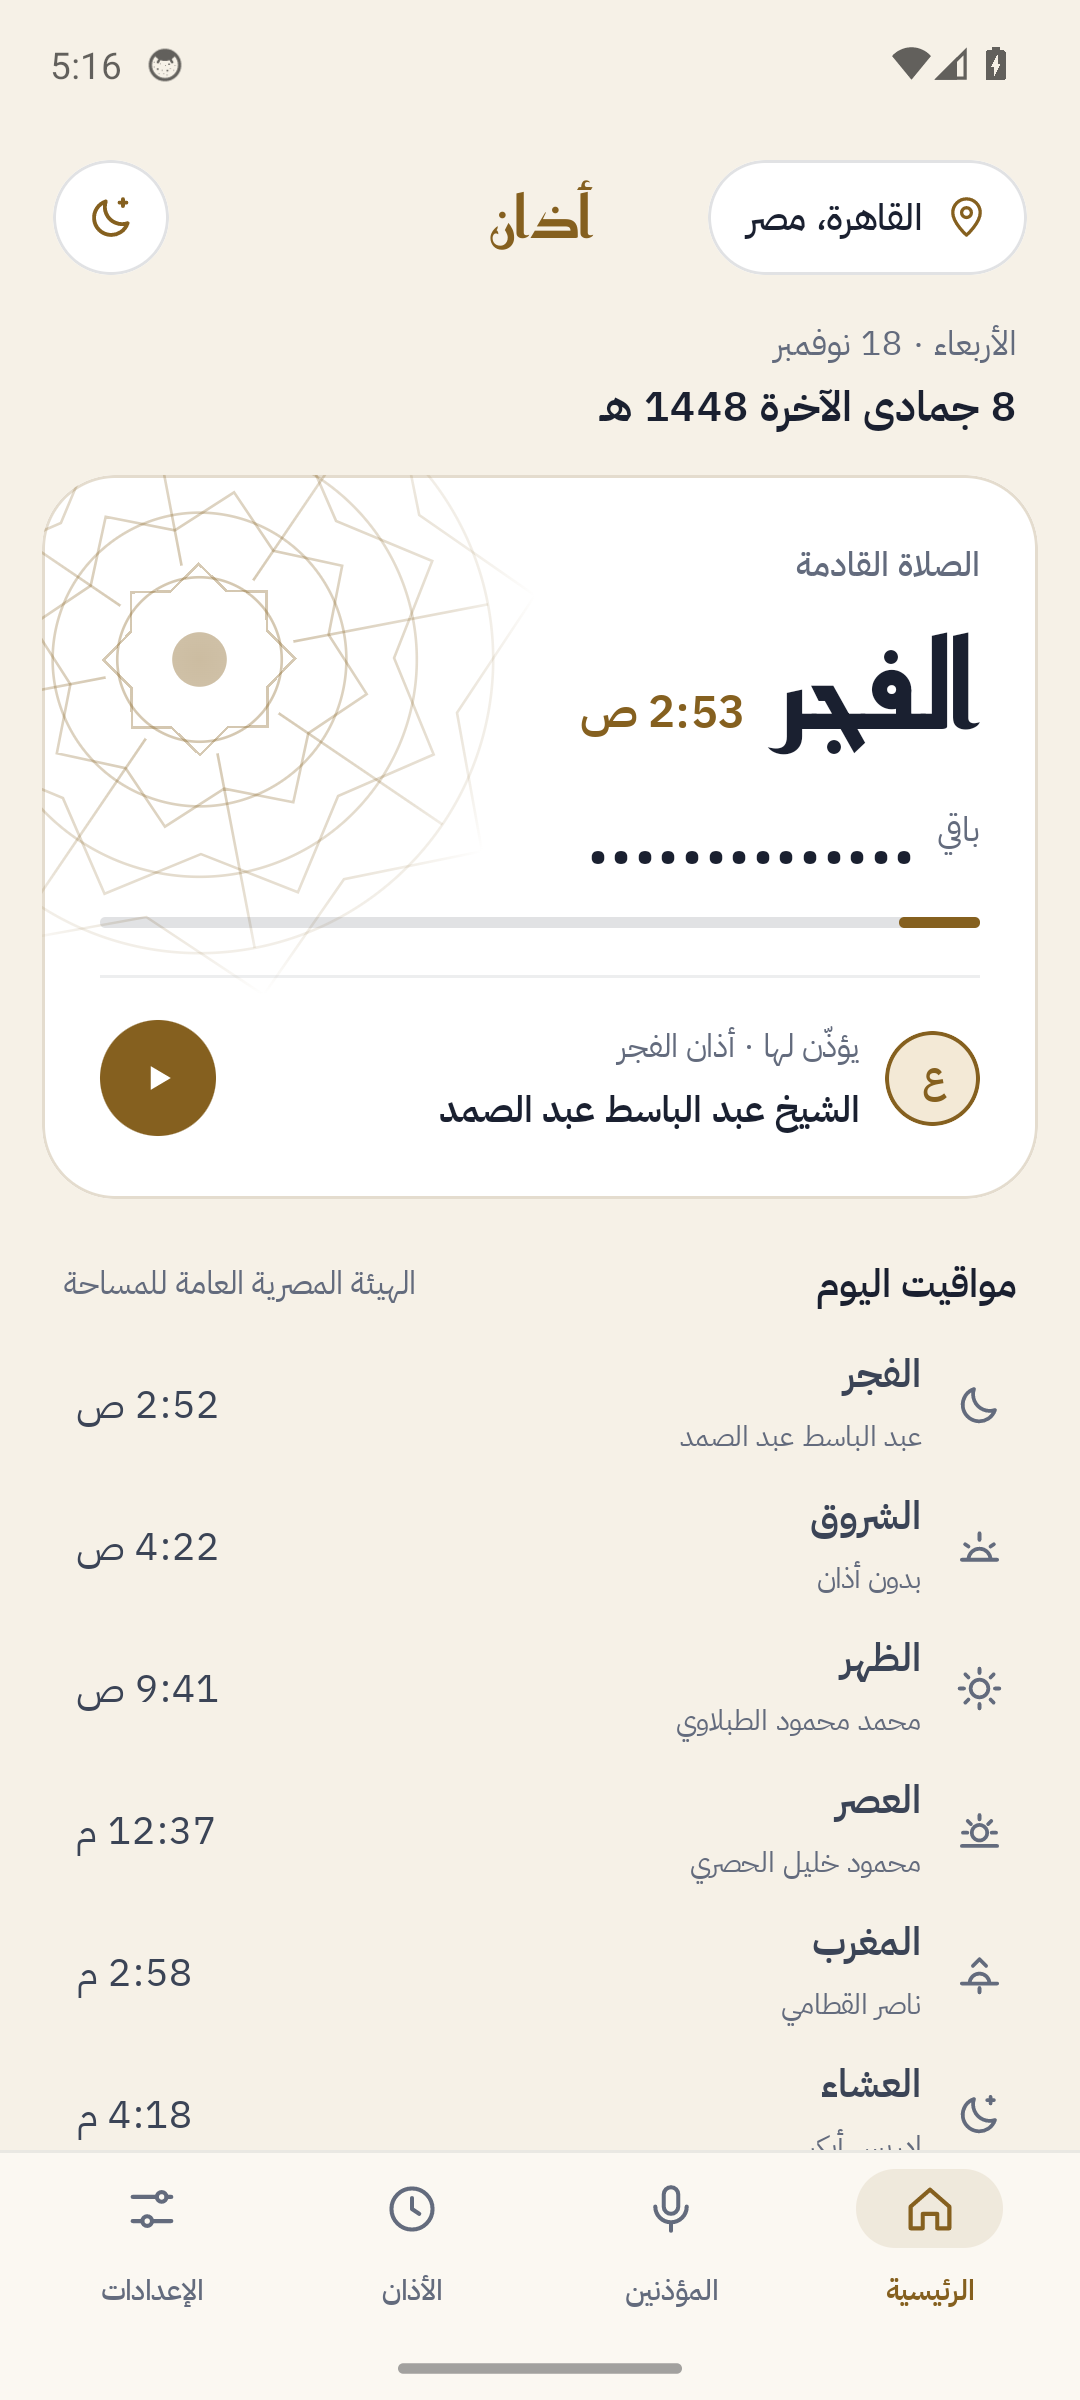 5:16
القاهرة، مصر
أذان
الأربعاء · 18 نوفمبر
8 جمادى الآخرة 1448 هـ
الصلاة القادمة
الفجر 2:53 ص
باقي ..............
يؤذّن لها · أذان الفجر
ع
الشيخ عبد الباسط عبد الصمد
مواقيت اليوم
الهيئة المصرية العامة للمساحة
الفجر
2:52 ص
عبد الباسط عبد الصمد
الشروق
4:22 ص
بدون أذان
الظهر
9:41 ص
محمد محمود الطبلاوي
العصر
12:37 م
محمود خليل الحصري
المغرب
2:58 م
ناصر القطامي
العشاء
4:18 م
الرئيسية
المؤذنين
الأذان
الإعدادات